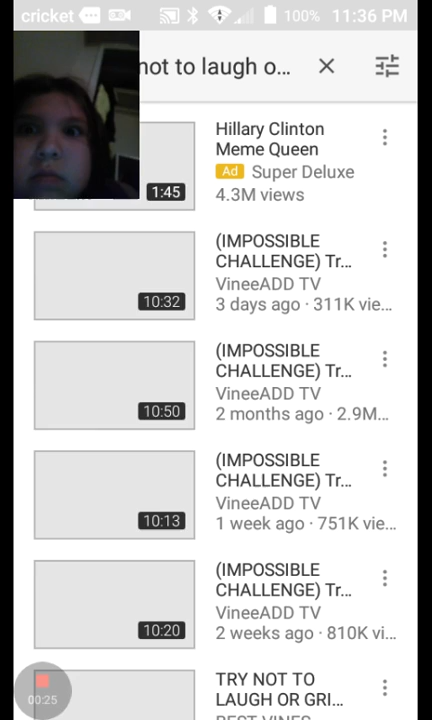 cricket 100% 11:36 PM
not to laugh o...
Hillary Clinton
Meme Queen
Ad Super Deluxe
4.3M views
1:45
(IMPOSSIBLE
CHALLENGE) Tr...
VineeADD TV
3 days ago · 311K vie...
10:32
(IMPOSSIBLE
CHALLENGE) Tr...
VineeADD TV
2 months ago · 2.9M...
10:50
(IMPOSSIBLE
CHALLENGE) Tr...
VineeADD TV
1 week ago · 751K vie...
10:13
(IMPOSSIBLE
CHALLENGE) Tr...
VineeADD TV
2 weeks ago · 810K vi...
10:20
TRY NOT TO
LAUGH OR GRI...
BEST VINES
00:25